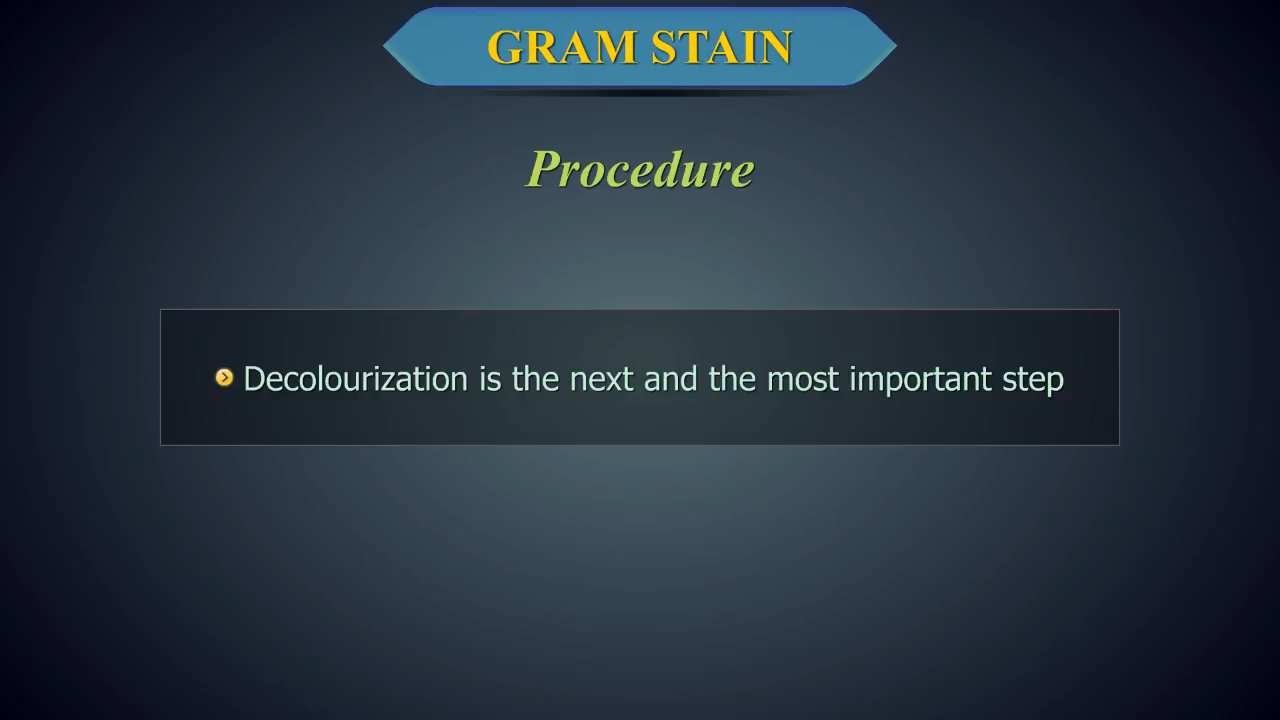 GRAM STAIN
Procedure
Decolourization is the next and the most important step